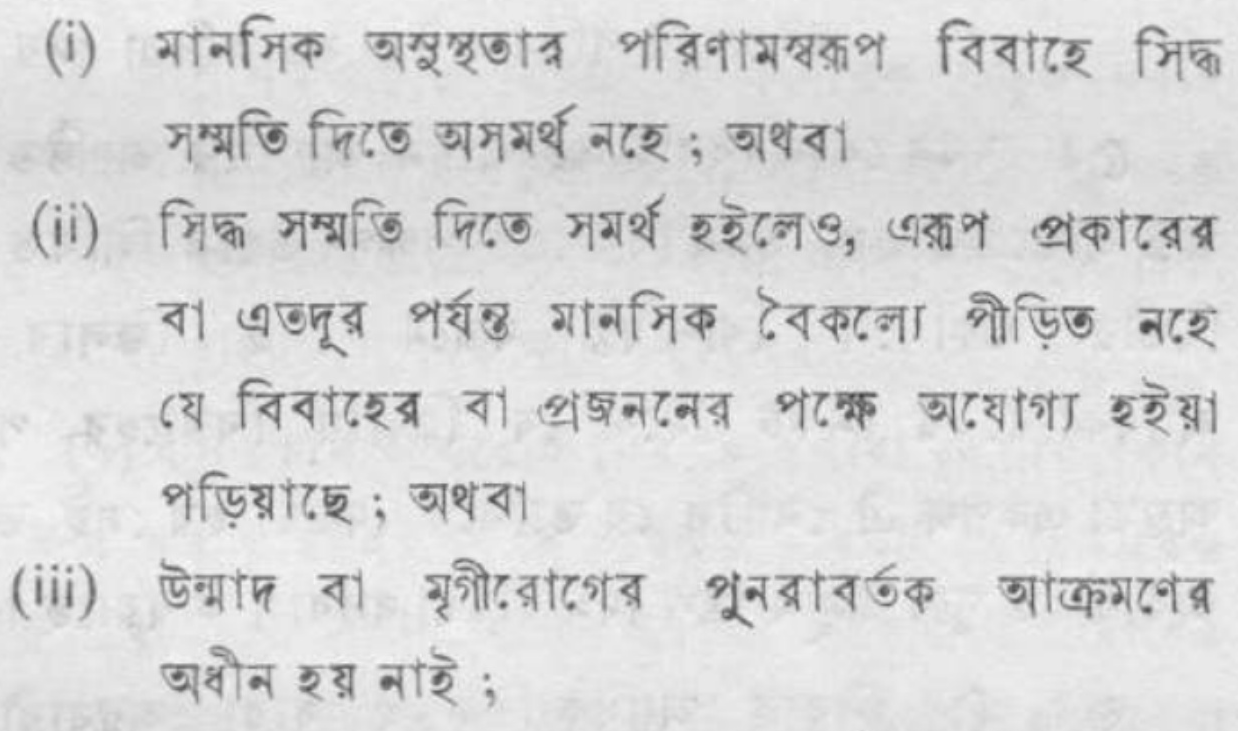 (i) মানসিক অসুস্থতার পরিণামস্বরূপ বিবাহে সিদ্ধ
সম্মতি দিতে অসমর্থ নহে ; অথবা
(ii) সিদ্ধ সম্মতি দিতে সমর্থ হইলেও, এরূপ প্রকারের
বা এতদূর পর্যন্ত মানসিক বৈকল্যে পীড়িত নহে
যে বিবাহের বা প্রজননের পক্ষে অযোগ্য হইয়া
পড়িয়াছে ; অথবা
(iii) উন্মাদ বা মৃগীরোগের পুনরাবর্তক আক্রমণের
অধীন হয় নাই ;